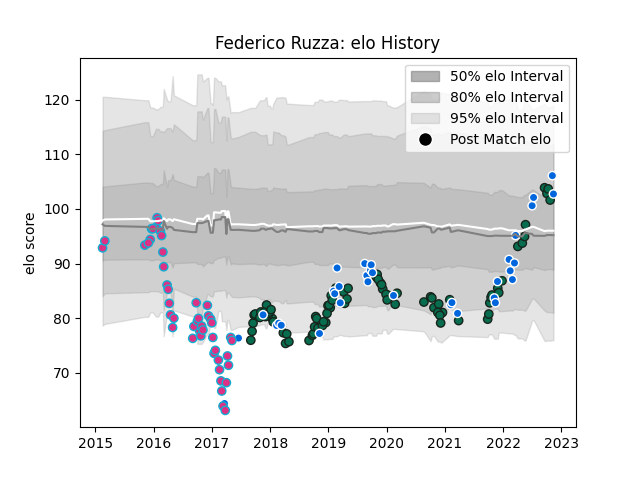 Federico Ruzza: elo History
50% elo Interval
80% elo Interval
95% elo Interval
Post Match elo
elo score
120
110
100
90
80
70
2015 2016 2017 2018 2019 2020 2021 2022 2023